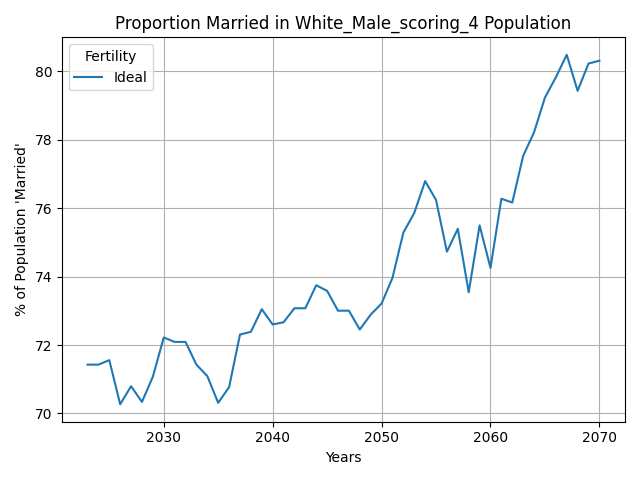 Proportion Married in White_Male_scoring_4 Population
Fertility
Ideal
% of Population 'Married'
80
78
76
74
72
70
2030 2040 2050 2060 2070
Years